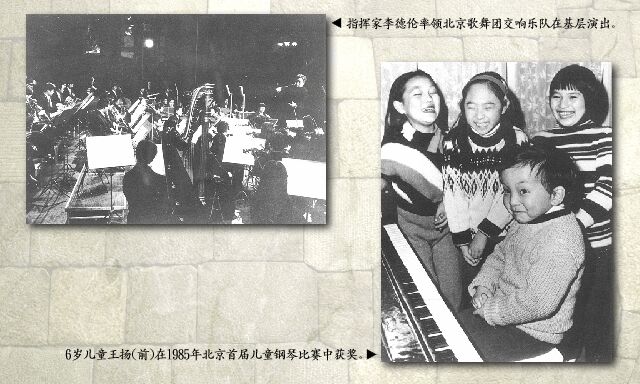 ◀ 指挥家李德伦率领北京歌舞团交响乐队在基层演出。
6岁儿童王扬(前)在1985年北京首届儿童钢琴比赛中获奖。▶